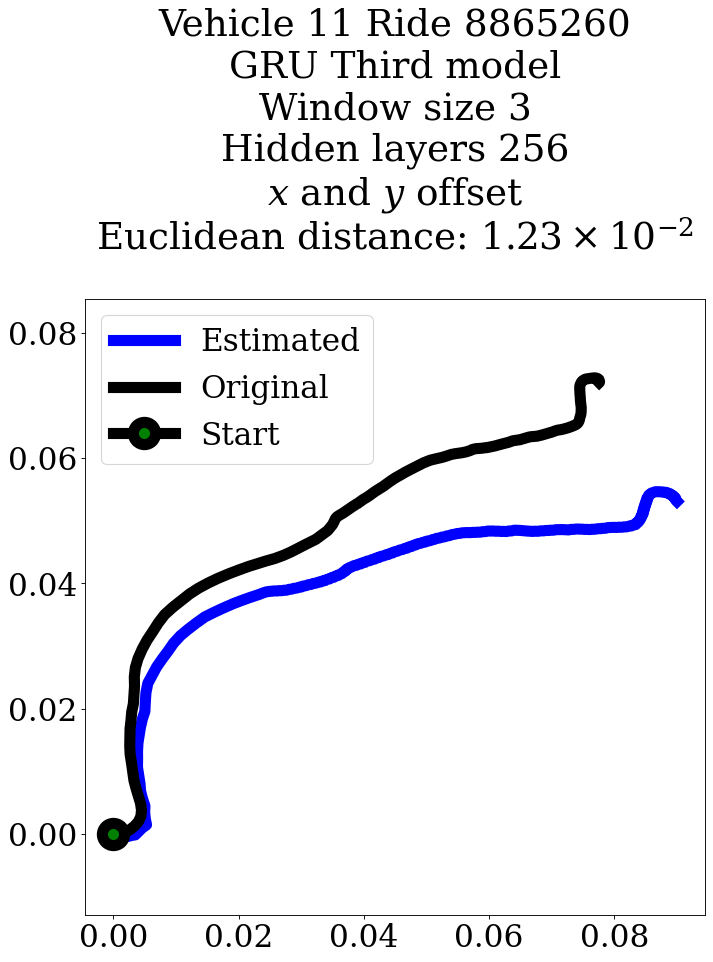 Vehicle 11 Ride 8865260
GRU Third model
Window size 3
Hidden layers 256
x and y offset
Euclidean distance: 1.23 × 10⁻²
Estimated
Original
Start
0.08
0.06
0.04
0.02
0.00
0.00 0.02 0.04 0.06 0.08